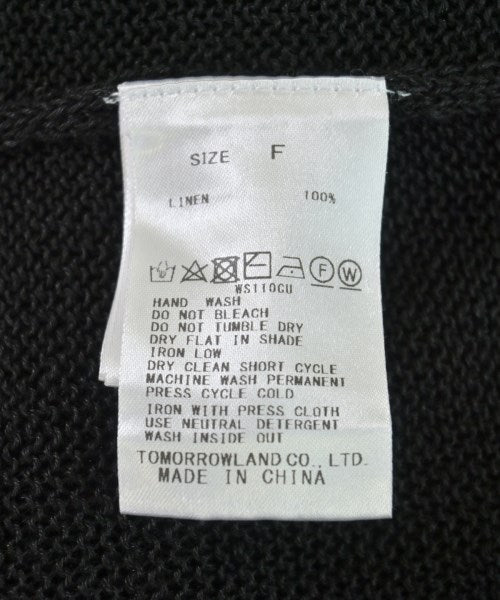 SIZE F
LINEN 100%
F W
WS110GU
HAND WASH
DO NOT BLEACH
DO NOT TUMBLE DRY
DRY FLAT IN SHADE
IRON LOW
DRY CLEAN SHORT CYCLE
MACHINE WASH PERMANENT
PRESS CYCLE COLD
IRON WITH PRESS CLOTH
USE NEUTRAL DETERGENT
WASH INSIDE OUT
TOMORROWLAND CO., LTD.
MADE IN CHINA